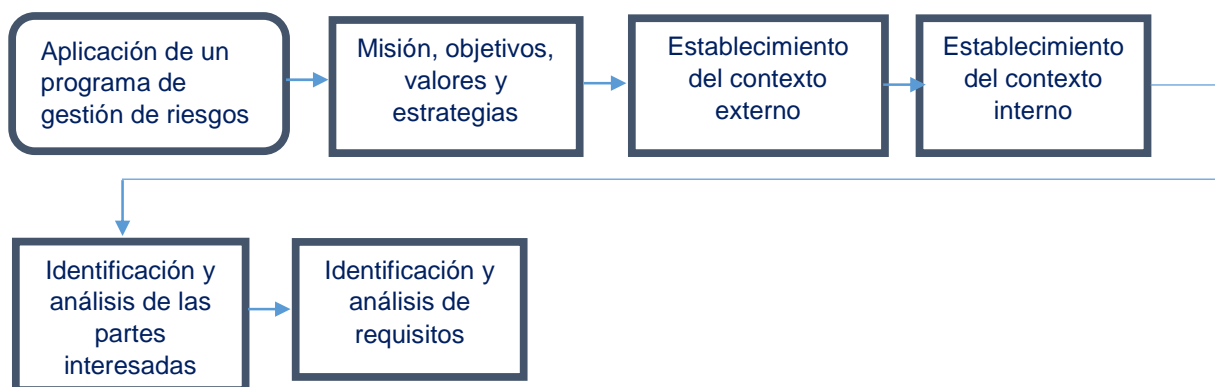 Aplicación de un
programa de
gestión de riesgos
Misión, objetivos,
valores y
estrategias
Establecimiento
del contexto
externo
Establecimiento
del contexto
interno
Identificación y
análisis de las
partes
interesadas
Identificación y
análisis de
requisitos